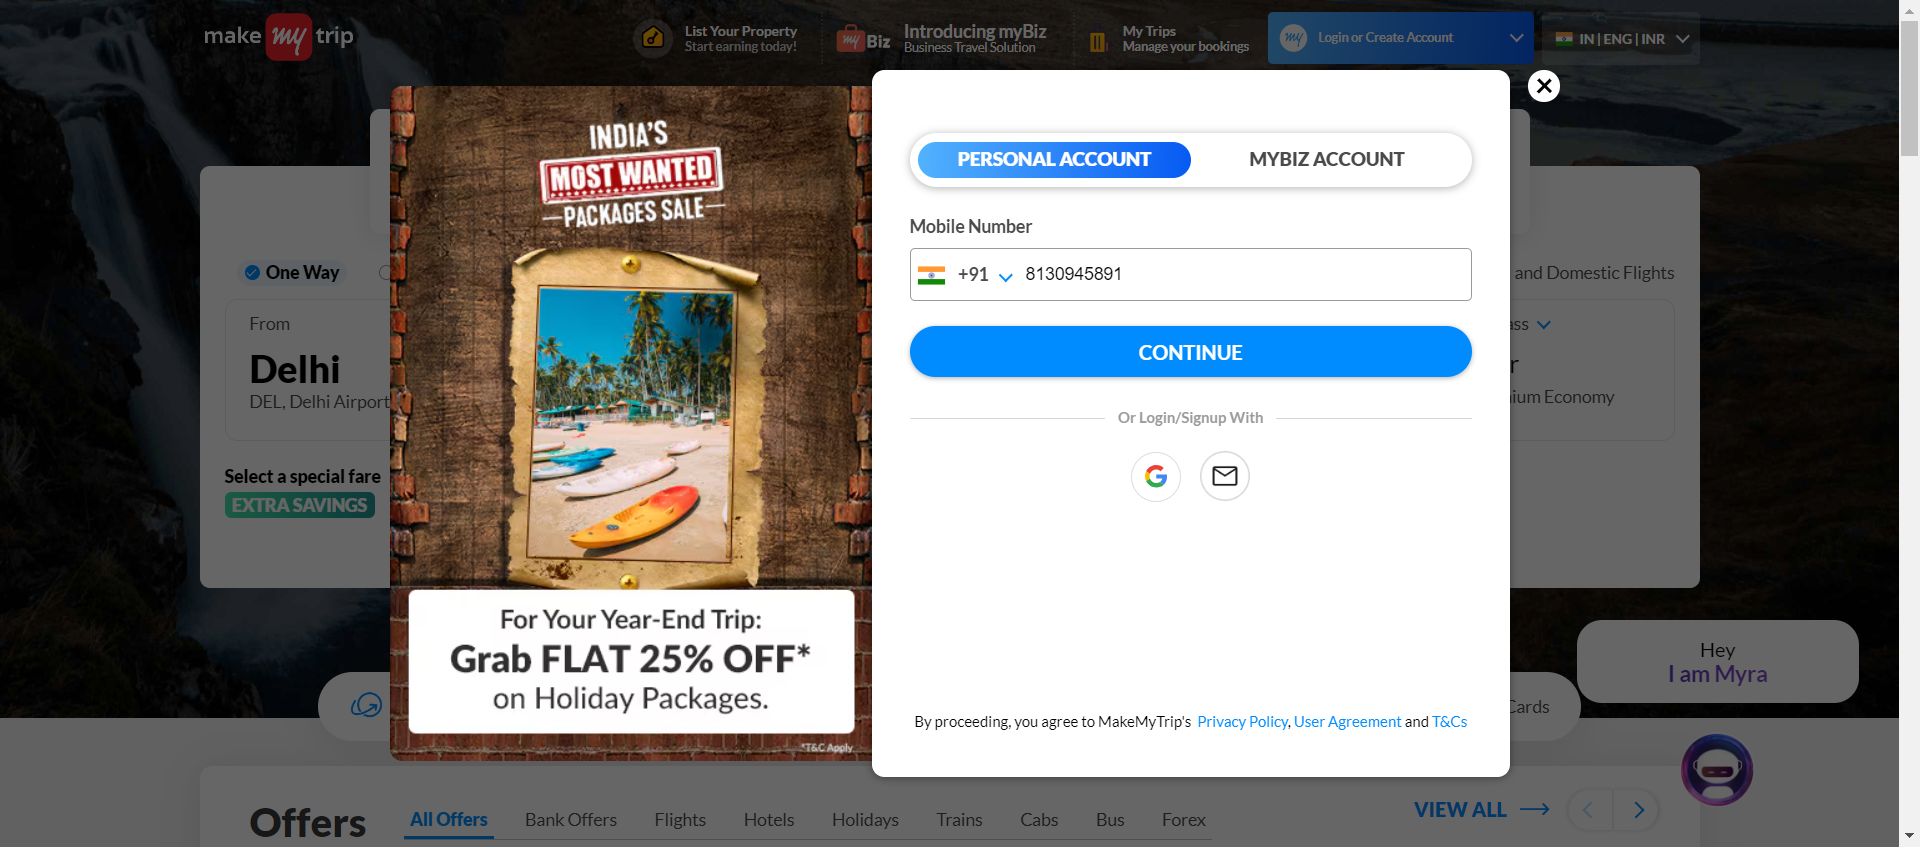 make my trip
List Your Property
Start earning today!
my Biz
Introducing myBiz
Business Travel Solution
My Trips
Manage your bookings
my
Login or Create Account
IN | ENG | INR
INDIA'S
MOST WANTED
PACKAGES SALE
For Your Year-End Trip:
Grab FLAT 25% OFF*
on Holiday Packages.
*T&C Apply
PERSONAL ACCOUNT
MYBIZ ACCOUNT
Mobile Number
+91
8130945891
CONTINUE
Or Login/Signup With
By proceeding, you agree to MakeMyTrip's Privacy Policy, User Agreement and T&Cs
One Way
and Domestic Flights
From
Delhi
DEL, Delhi Airport
Economy
Select a special fare
EXTRA SAVINGS
Cards
Hey
I am Myra
Offers
All Offers
Bank Offers
Flights
Hotels
Holidays
Trains
Cabs
Bus
Forex
VIEW ALL